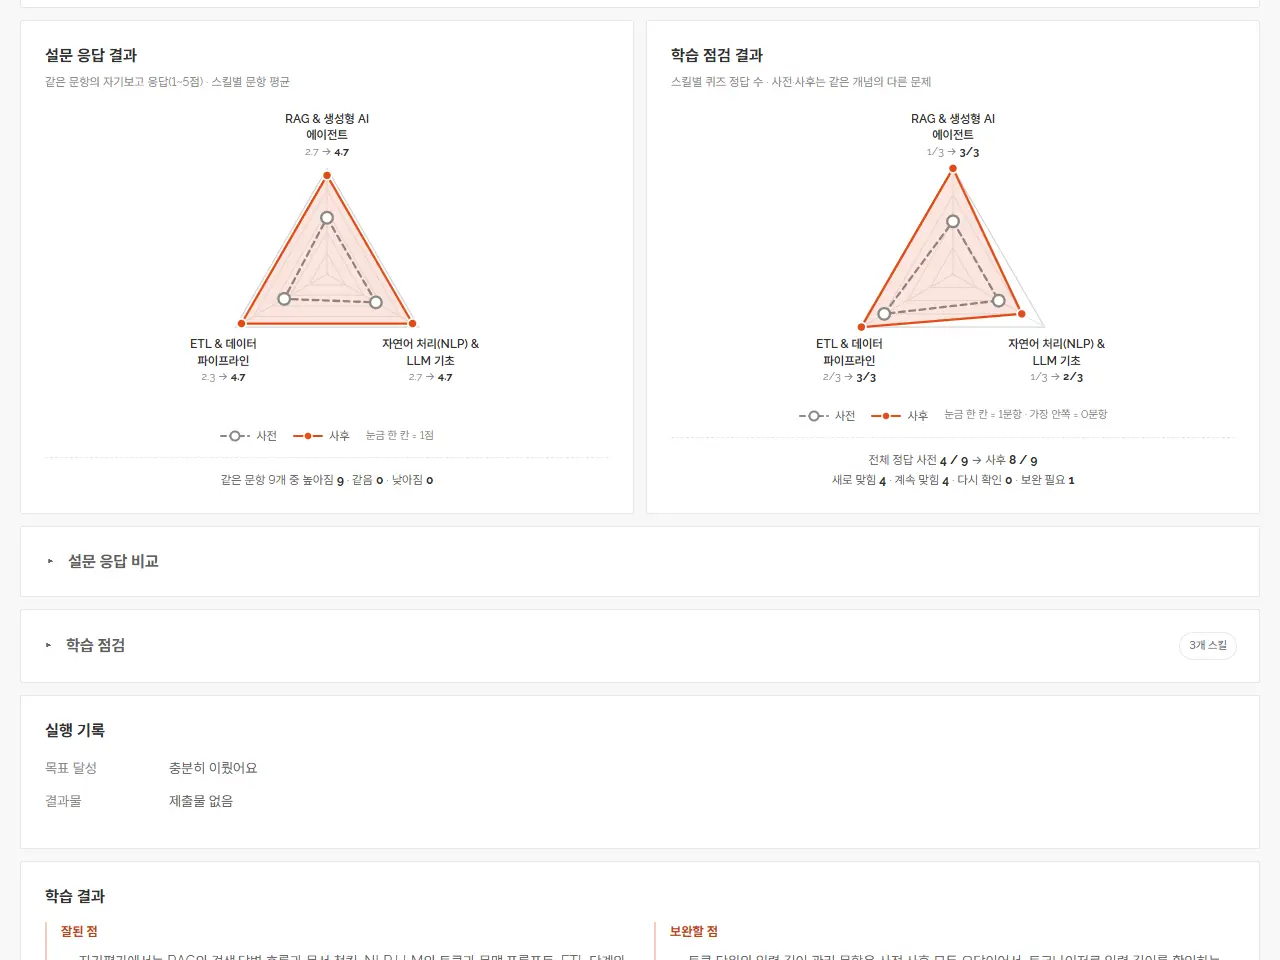 설문 응답 결과
같은 문항의 자기보고 응답(1~5점) · 스킬별 문항 평균
RAG & 생성형 AI
에이전트
2.7 → 4.7
ETL & 데이터
파이프라인
2.3 → 4.7
자연어 처리(NLP) &
LLM 기초
2.7 → 4.7
사전
사후
눈금 한 칸 = 1점
같은 문항 9개 중 높아짐 9 · 같음 0 · 낮아짐 0
학습 점검 결과
스킬별 퀴즈 정답 수 · 사전·사후는 같은 개념의 다른 문제
RAG & 생성형 AI
에이전트
1/3 → 3/3
ETL & 데이터
파이프라인
2/3 → 3/3
자연어 처리(NLP) &
LLM 기초
1/3 → 2/3
사전
사후
눈금 한 칸 = 1문항 · 가장 안쪽 = 0문항
전체 정답 사전 4 / 9 → 사후 8 / 9
새로 맞힘 4 · 계속 맞힘 4 · 다시 확인 0 · 보완 필요 1
설문 응답 비교
학습 점검
3개 스킬
실행 기록
목표 달성
충분히 이뤘어요
결과물
제출물 없음
학습 결과
잘된 점
보완할 점